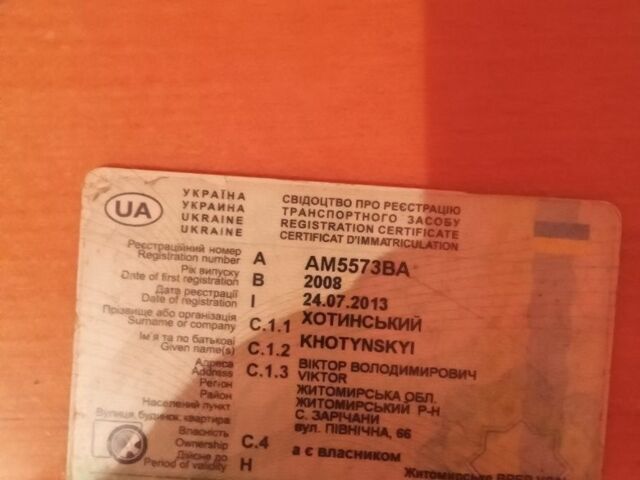 UA
УКРАЇНА
УКРАИНА
UKRAINE
UKRAINE
СВІДОЦТВО ПРО РЕЄСТРАЦІЮ
ТРАНСПОРТНОГО ЗАСОБУ
REGISTRATION CERTIFICATE
CERTIFICAT D'IMMATRICULATION
Реєстраційний номер
Registration number A АМ5573ВА
Рік випуску
Date of first registration B 2008
Дата реєстрації
Date of registration I 24.07.2013
Прізвище або організація
Surname or company C.1.1 ХОТИНСЬКИЙ
KHOTYNSKYI
Ім'я та по батькові
Given name(s) C.1.2 ВІКТОР ВОЛОДИМИРОВИЧ
VIKTOR
Адреса
Address C.1.3 ЖИТОМИРСЬКА ОБЛ.
Регіон
Район ЖИТОМИРСЬКИЙ Р-Н
Населений пункт С. ЗАРІЧАНИ
Вулиця, будинок, квартира вул. ПІВНІЧНА, 66
Власність
Ownership C.4 а є власником
Дійсне до
Period of validity H
Житомирське ВРЕР